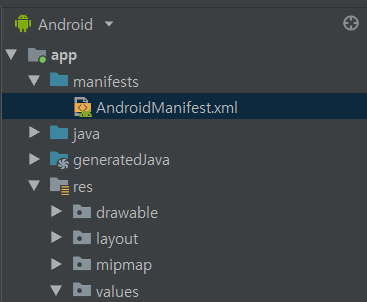 Android
app
manifests
AndroidManifest.xml
java
generatedJava
res
drawable
layout
mipmap
values